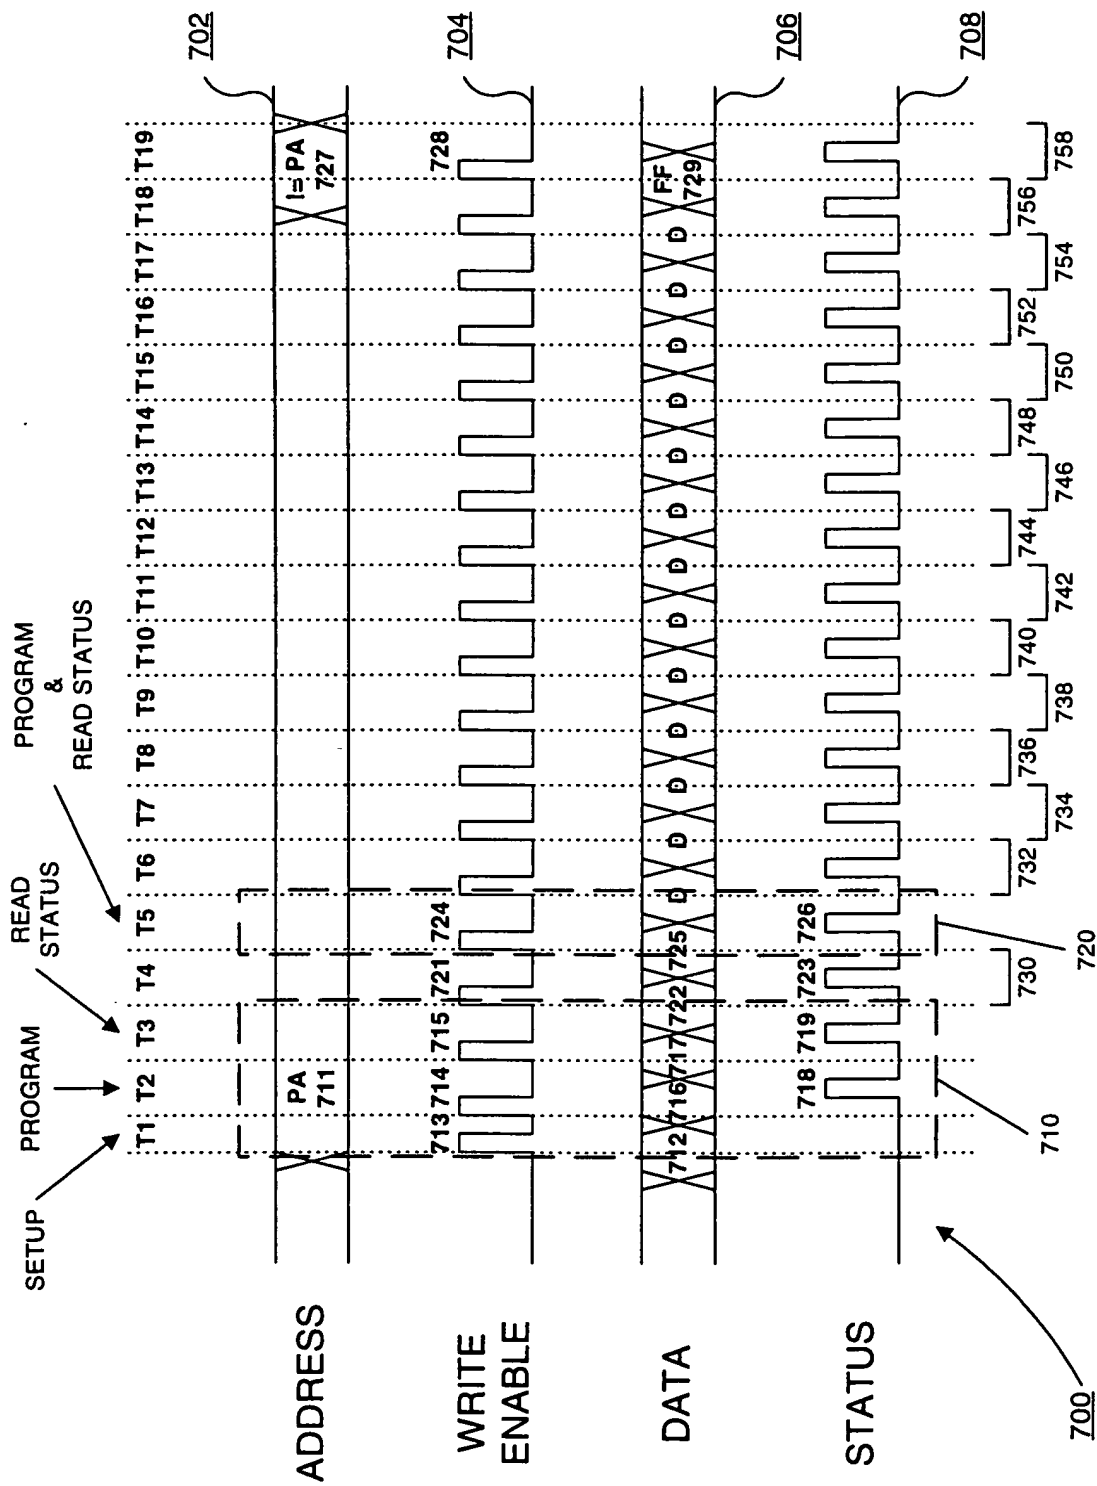 SETUP
PROGRAM
READ
STATUS
PROGRAM
&
READ STATUS
T1 T2 T3 T4 T5 T6 T7 T8 T9 T10 T11 T12 T13 T14 T15 T16 T17 T18 T19
702
ADDRESS
PA
711
!= PA
727
704
WRITE
ENABLE
713 714 715 721 724 728
706
DATA
712 716 717 722 725 D D D D D D D D D D D D D FF
729
708
STATUS
718 719 723 726
730 732 734 736 738 740 742 744 746 748 750 752 754 756 758
710
720
700